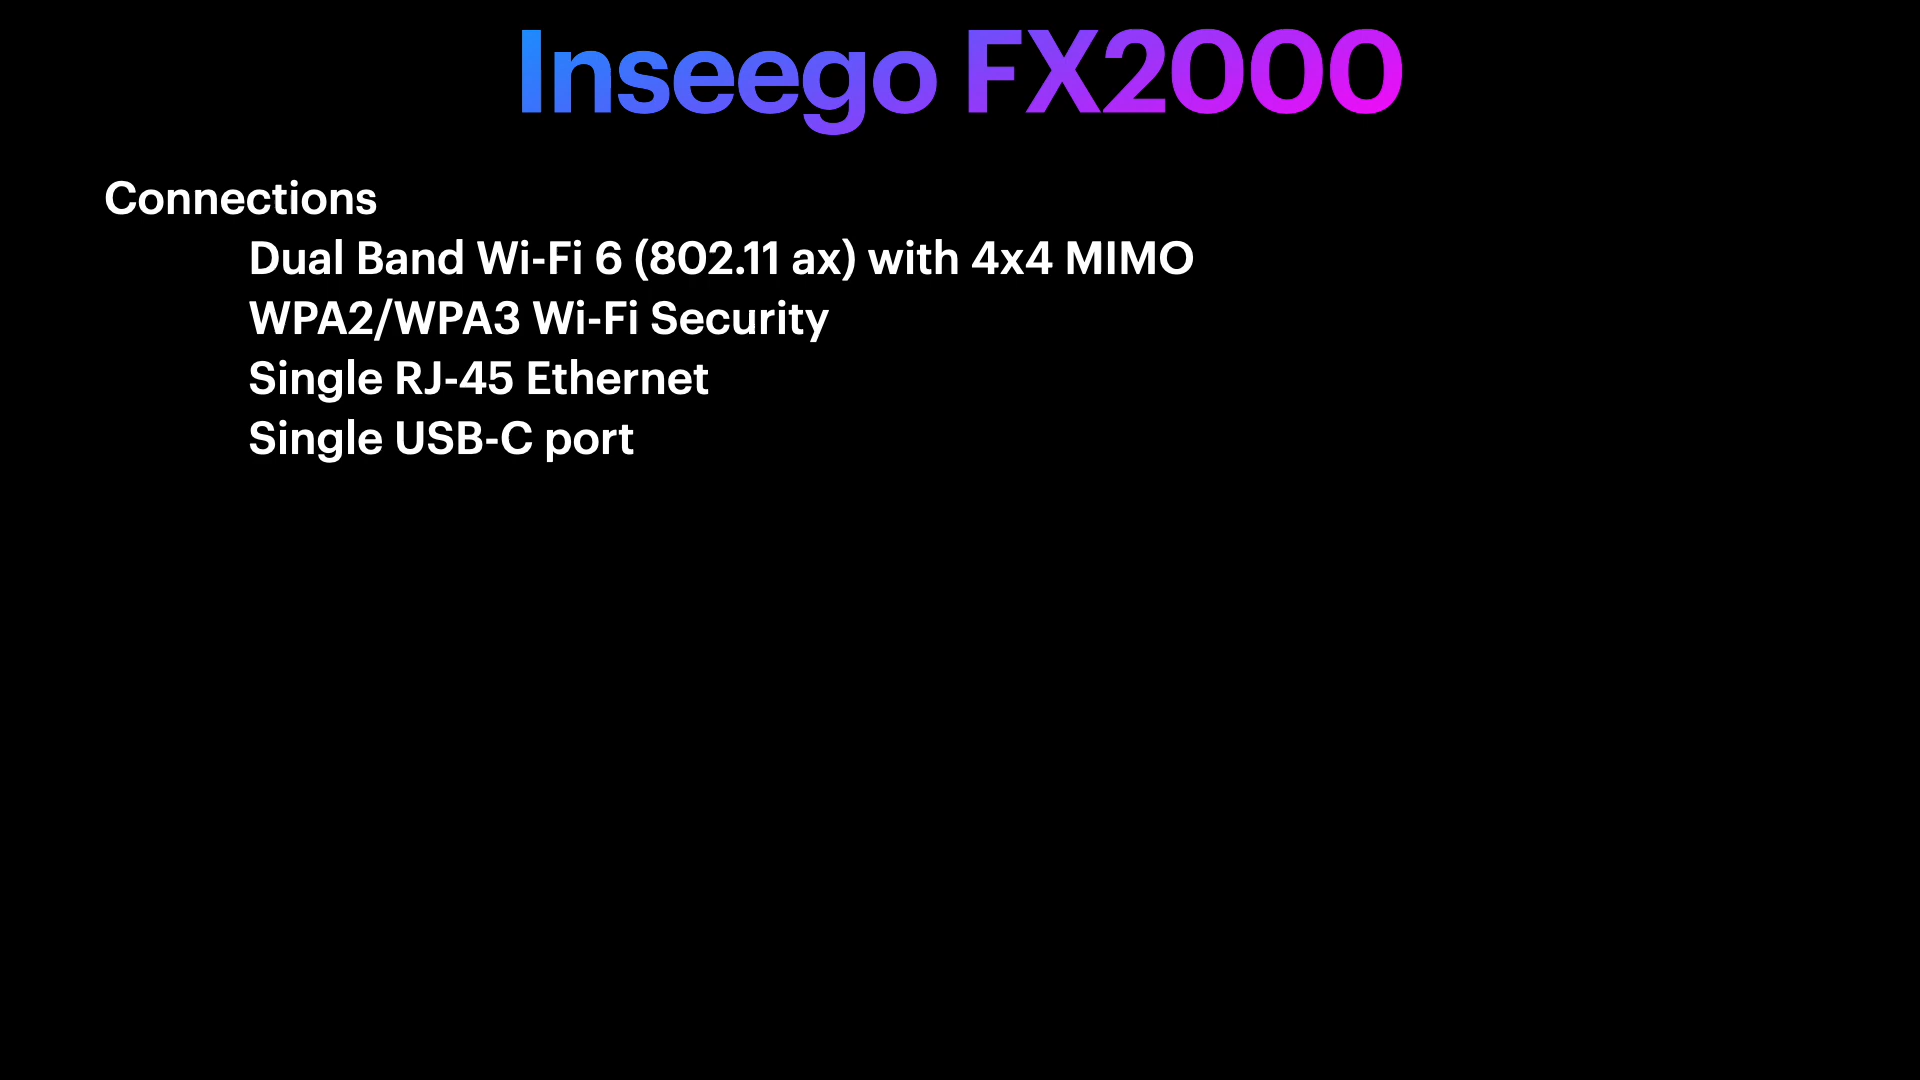 Inseego FX2000
Connections
Dual Band Wi-Fi 6 (802.11 ax) with 4x4 MIMO
WPA2/WPA3 Wi-Fi Security
Single RJ-45 Ethernet
Single USB-C port